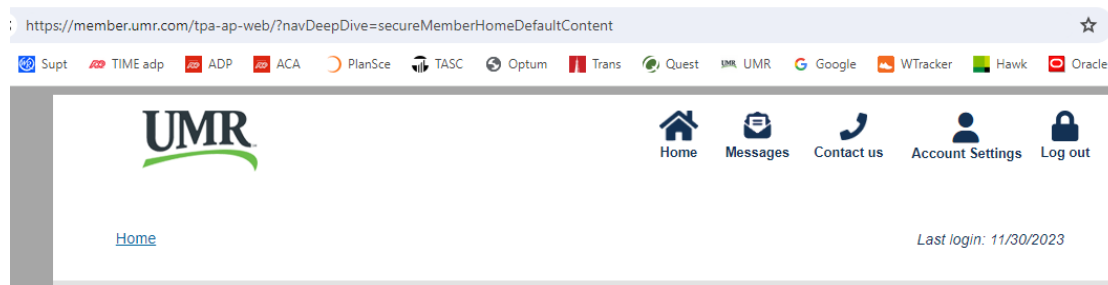 https://member.umr.com/tpa-ap-web/?navDeepDive=secureMemberHomeDefaultContent
Supt TIME adp ADP ACA PlanSce TASC Optum Trans Quest UMR UMR Google WTracker Hawk Oracle
UMR
Home Messages Contact us Account Settings Log out
Home Last login: 11/30/2023